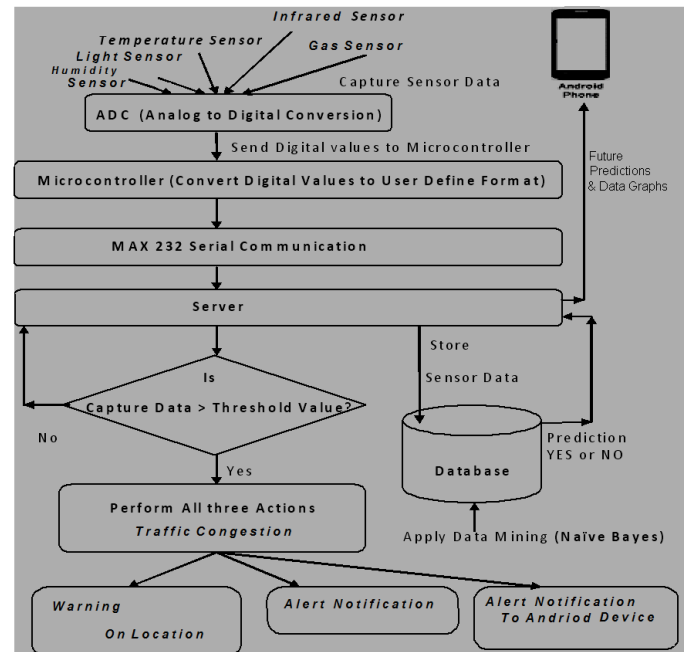 Infrared Sensor
Temperature Sensor
Gas Sensor
Light Sensor
Humidity
Sensor
Capture Sensor Data
Android
Phone
ADC (Analog to Digital Conversion)
Send Digital values to Microcontroller
Future
Predictions
& Data Graphs
Microcontroller (Convert Digital Values to User Define Format)
MAX 232 Serial Communication
Server
Store
Sensor Data
Is
Capture Data > Threshold Value?
No
Yes
Prediction
YES or NO
Database
Apply Data Mining (Naïve Bayes)
Perform All three Actions
Traffic Congestion
Warning
On Location
Alert Notification
Alert Notification
To Andriod Device